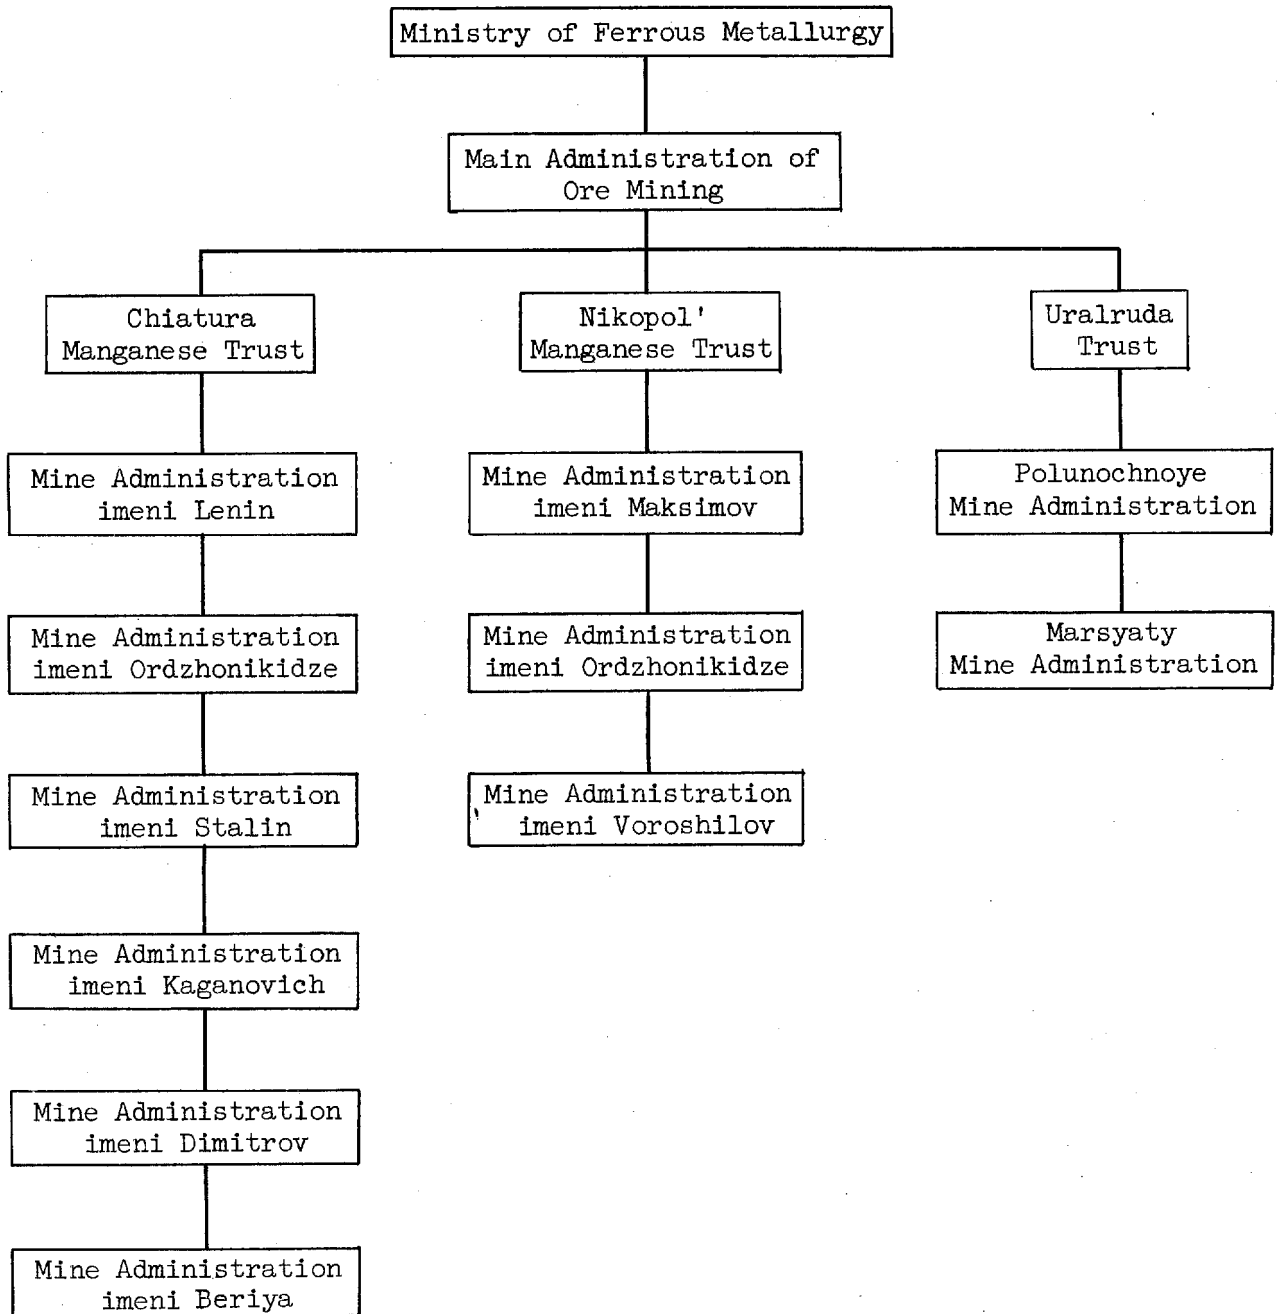 Ministry of Ferrous Metallurgy
Main Administration of
Ore Mining
Chiatura
Manganese Trust
Nikopol'
Manganese Trust
Uralruda
Trust
Mine Administration
imeni Lenin
Mine Administration
imeni Maksimov
Polunochnoye
Mine Administration
Mine Administration
imeni Ordzhonikidze
Mine Administration
imeni Ordzhonikidze
Marsyaty
Mine Administration
Mine Administration
imeni Stalin
Mine Administration
imeni Voroshilov
Mine Administration
imeni Kaganovich
Mine Administration
imeni Dimitrov
Mine Administration
imeni Beriya